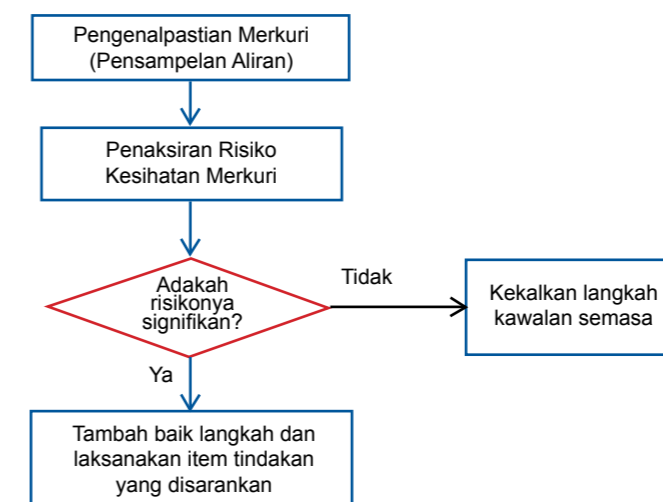 Pengenalpastian Merkuri
(Pensampelan Aliran)
Penaksiran Risiko
Kesihatan Merkuri
Adakah
risikonya
signifikan?
Tidak
Kekalkan langkah
kawalan semasa
Ya
Tambah baik langkah dan
laksanakan item tindakan
yang disarankan